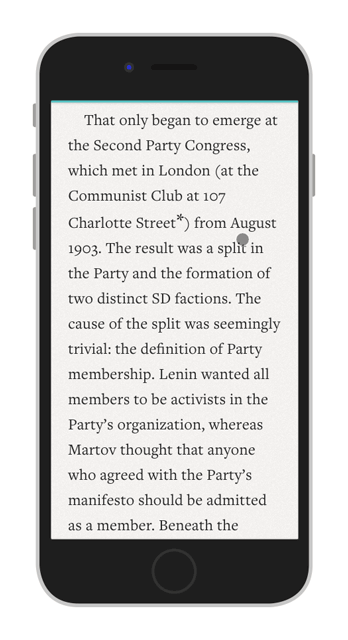 That only began to emerge at
the Second Party Congress,
which met in London (at the
Communist Club at 107
Charlotte Street*) from August
1903. The result was a split in
the Party and the formation of
two distinct SD factions. The
cause of the split was seemingly
trivial: the definition of Party
membership. Lenin wanted all
members to be activists in the
Party’s organization, whereas
Martov thought that anyone
who agreed with the Party’s
manifesto should be admitted
as a member. Beneath the